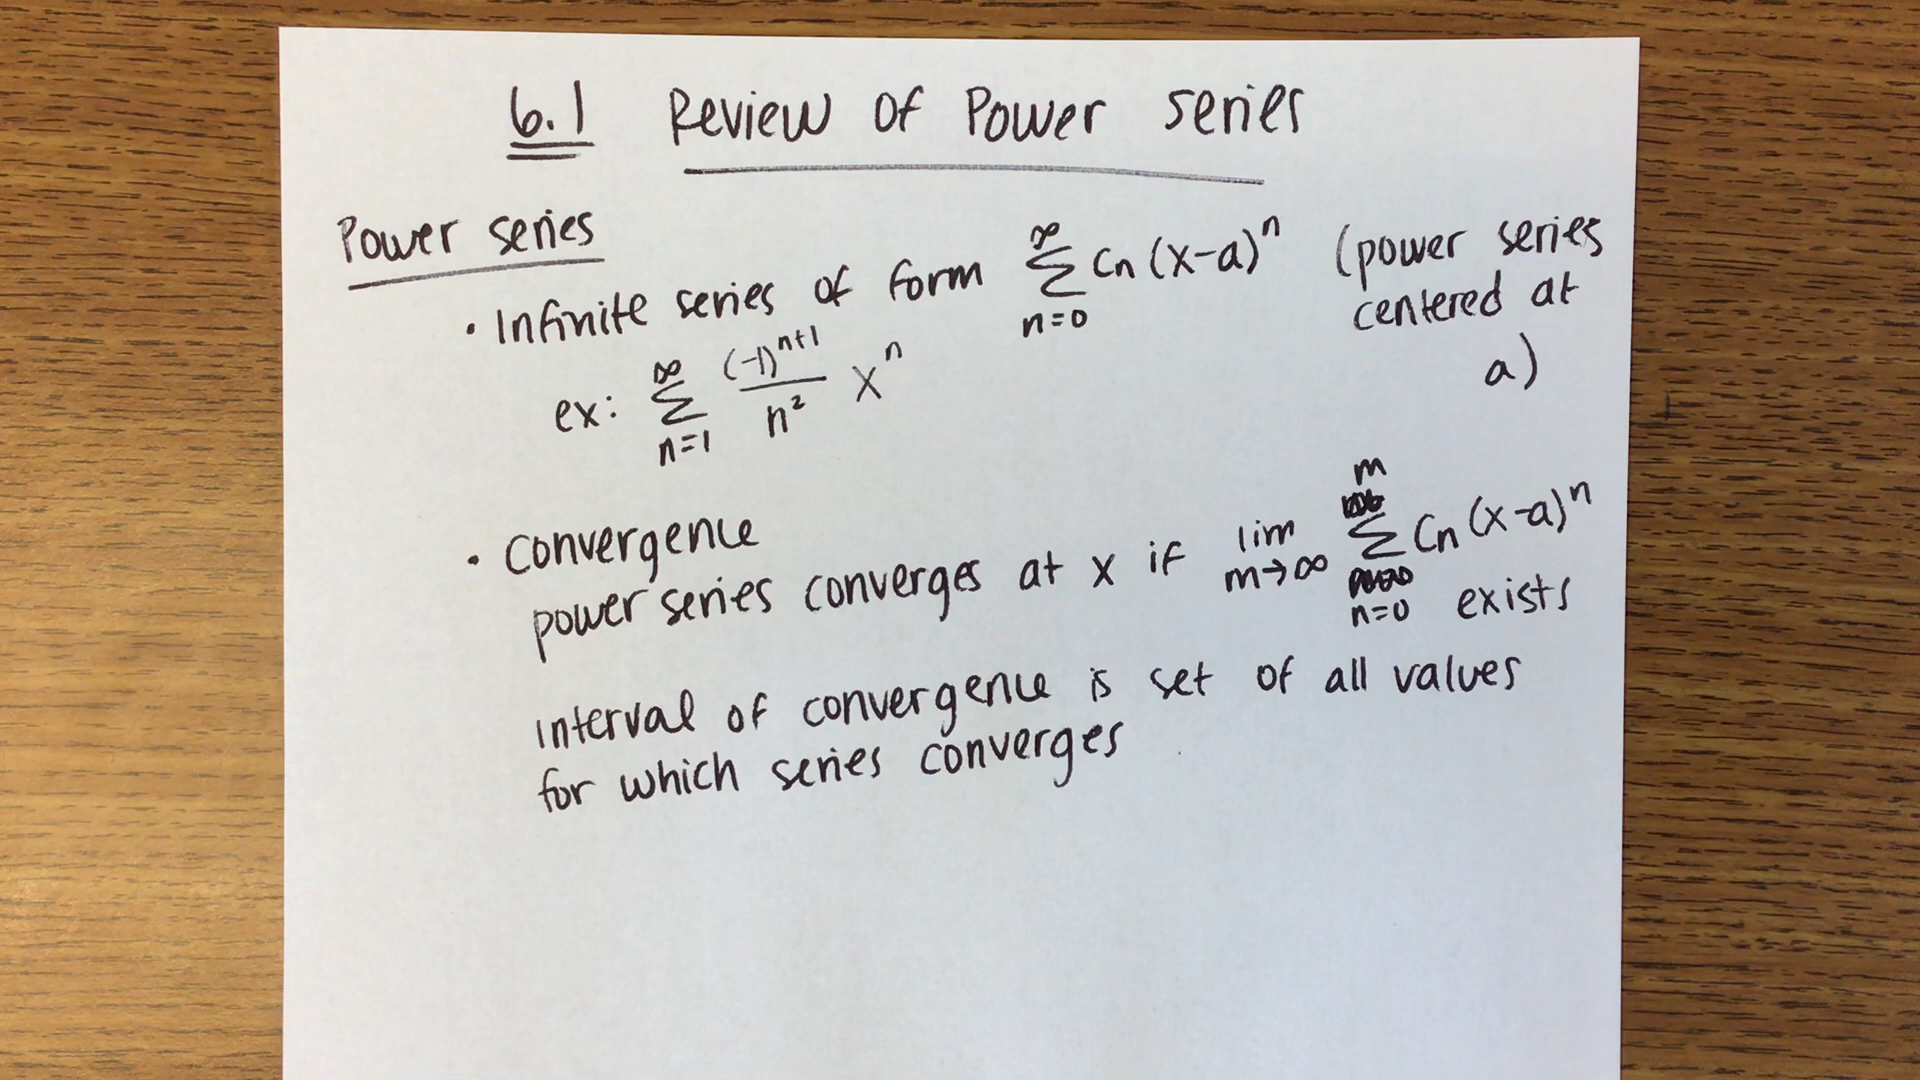 6.1 Review of Power series
Power series
• Infinite series of form ∑_{n=0}^{∞} Cn (x-a)^n (power series
centered at
a)
ex: ∑_{n=1}^{∞} (-1)^{n+1}/n² x^n
• Convergence
power series converges at x if lim_{m→∞} ∑_{n=0}^{m} Cn (x-a)^n
exists
interval of convergence is set of all values
for which series converges